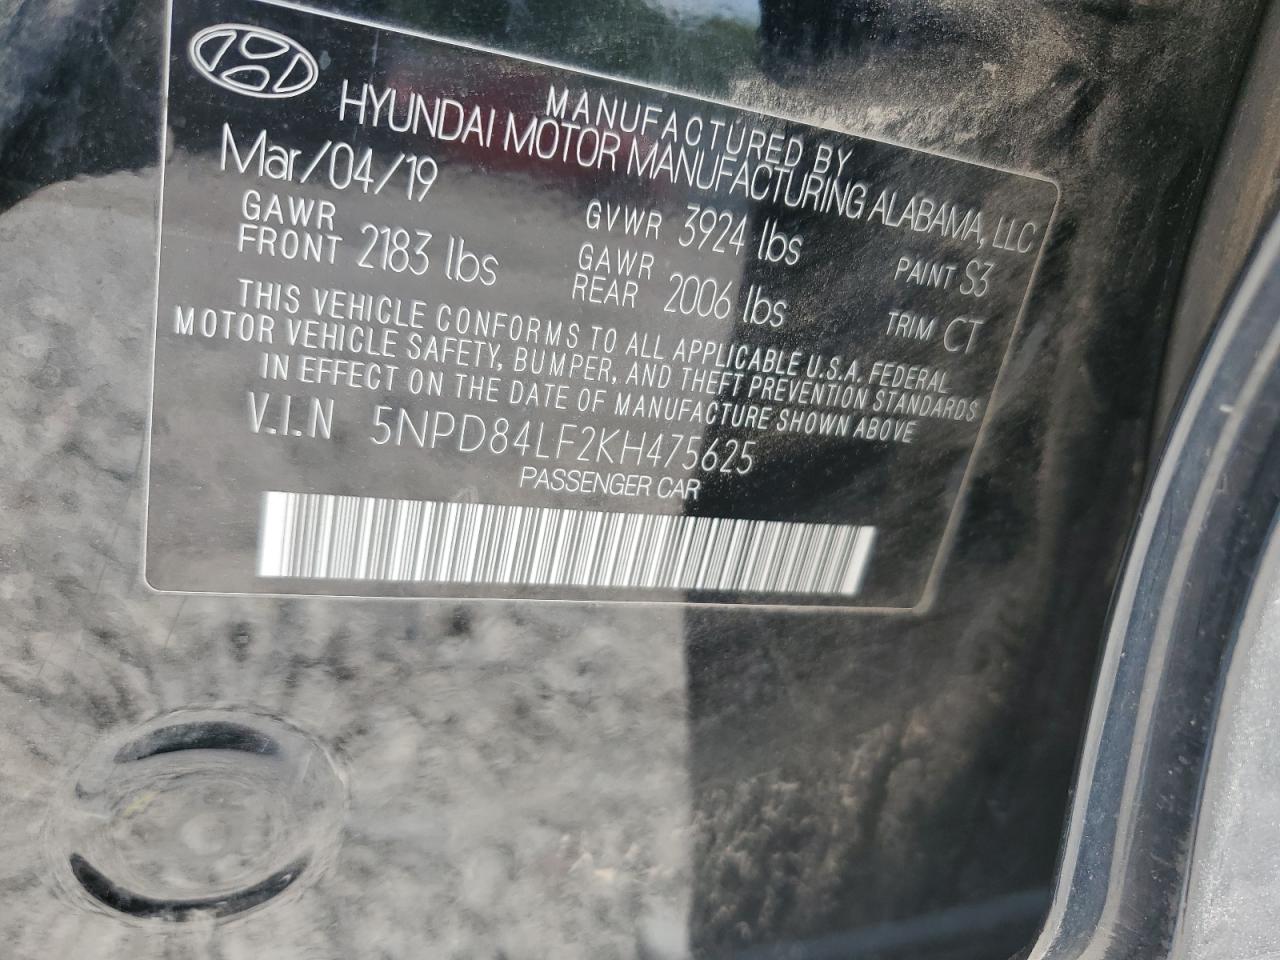 MANUFACTURED BY
HYUNDAI MOTOR MANUFACTURING ALABAMA, LLC
Mar/04/19
GVWR 3924 lbs
PAINT S3
GAWR FRONT 2183 lbs
GAWR REAR 2006 lbs
TRIM CT
THIS VEHICLE CONFORMS TO ALL APPLICABLE U.S.A. FEDERAL
MOTOR VEHICLE SAFETY, BUMPER, AND THEFT PREVENTION STANDARDS
IN EFFECT ON THE DATE OF MANUFACTURE SHOWN ABOVE
V.I.N 5NPD84LF2KH475625
PASSENGER CAR